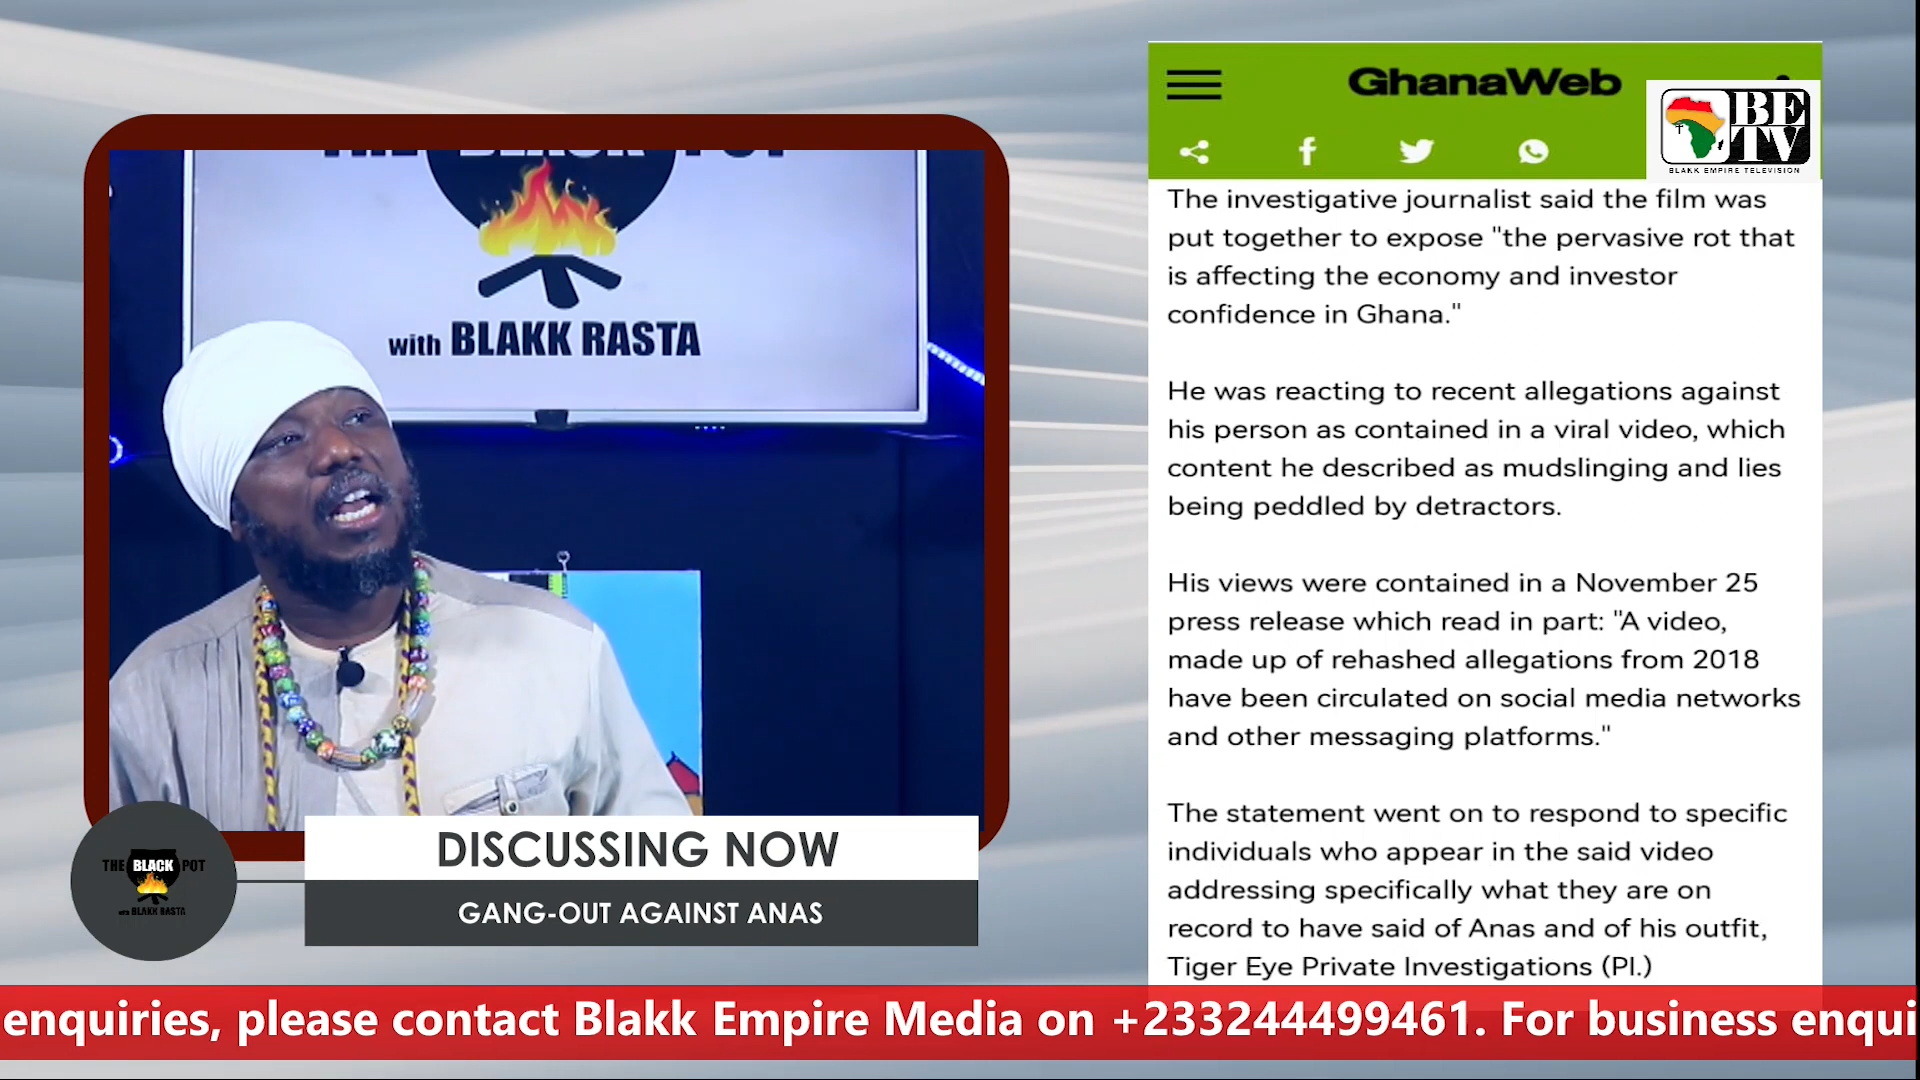 THE BLACK POT
with BLAKK RASTA
GhanaWeb
BE
TV
BLAKK EMPIRE TELEVISION
The investigative journalist said the film was
put together to expose "the pervasive rot that
is affecting the economy and investor
confidence in Ghana."
He was reacting to recent allegations against
his person as contained in a viral video, which
content he described as mudslinging and lies
being peddled by detractors.
His views were contained in a November 25
press release which read in part: "A video,
made up of rehashed allegations from 2018
have been circulated on social media networks
and other messaging platforms."
The statement went on to respond to specific
individuals who appear in the said video
addressing specifically what they are on
record to have said of Anas and of his outfit,
Tiger Eye Private Investigations (PI.)
THE BLACK POT
with BLAKK RASTA
DISCUSSING NOW
GANG-OUT AGAINST ANAS
enquiries, please contact Blakk Empire Media on +233244499461. For business enqui